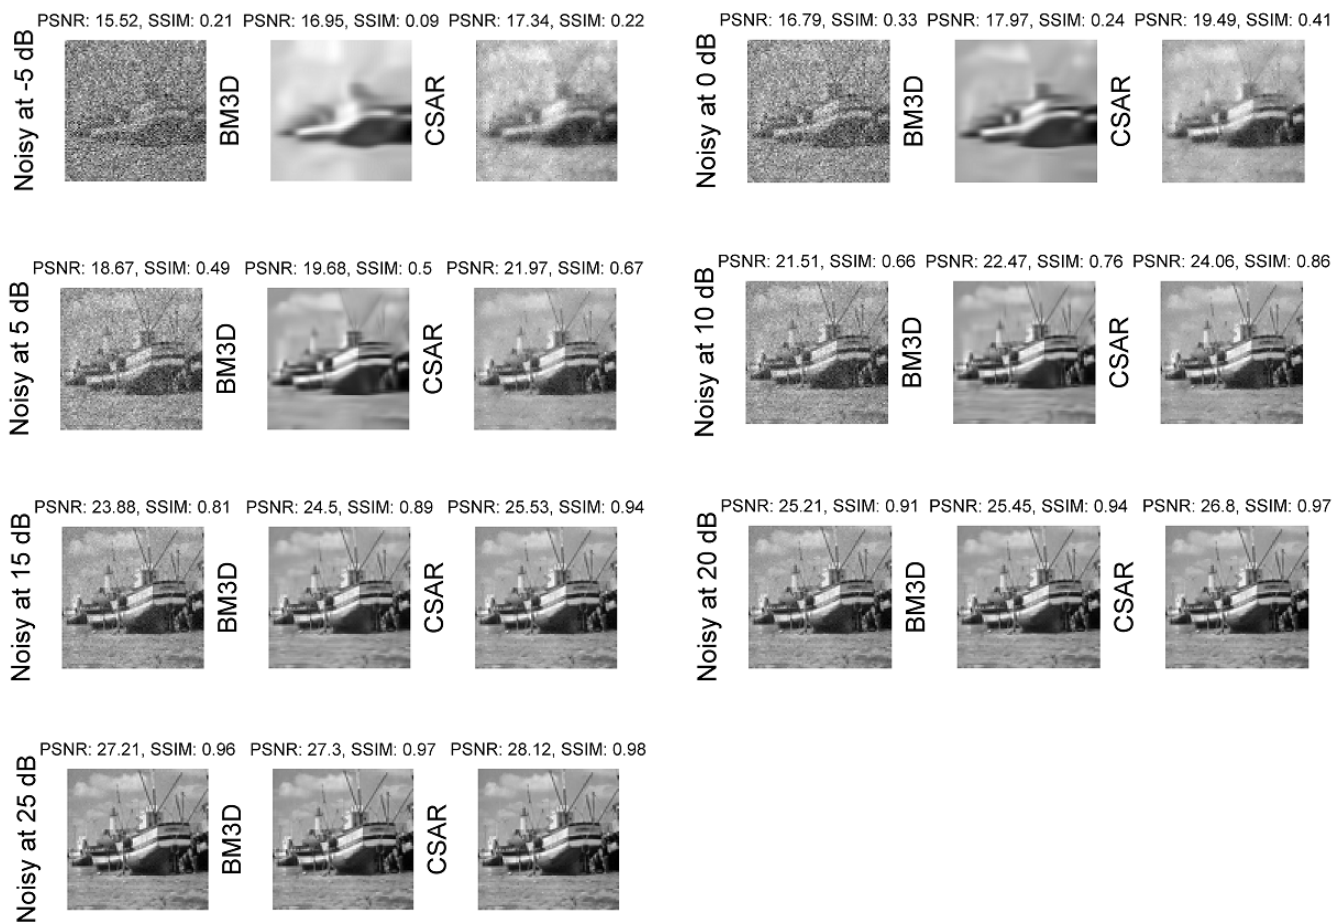 PSNR: 15.52, SSIM: 0.21 PSNR: 16.95, SSIM: 0.09 PSNR: 17.34, SSIM: 0.22
Noisy at -5 dB
BM3D
CSAR
PSNR: 16.79, SSIM: 0.33 PSNR: 17.97, SSIM: 0.24 PSNR: 19.49, SSIM: 0.41
Noisy at 0 dB
BM3D
CSAR
PSNR: 18.67, SSIM: 0.49 PSNR: 19.68, SSIM: 0.5 PSNR: 21.97, SSIM: 0.67
Noisy at 5 dB
BM3D
CSAR
PSNR: 21.51, SSIM: 0.66 PSNR: 22.47, SSIM: 0.76 PSNR: 24.06, SSIM: 0.86
Noisy at 10 dB
BM3D
CSAR
PSNR: 23.88, SSIM: 0.81 PSNR: 24.5, SSIM: 0.89 PSNR: 25.53, SSIM: 0.94
Noisy at 15 dB
BM3D
CSAR
PSNR: 25.21, SSIM: 0.91 PSNR: 25.45, SSIM: 0.94 PSNR: 26.8, SSIM: 0.97
Noisy at 20 dB
BM3D
CSAR
PSNR: 27.21, SSIM: 0.96 PSNR: 27.3, SSIM: 0.97 PSNR: 28.12, SSIM: 0.98
Noisy at 25 dB
BM3D
CSAR